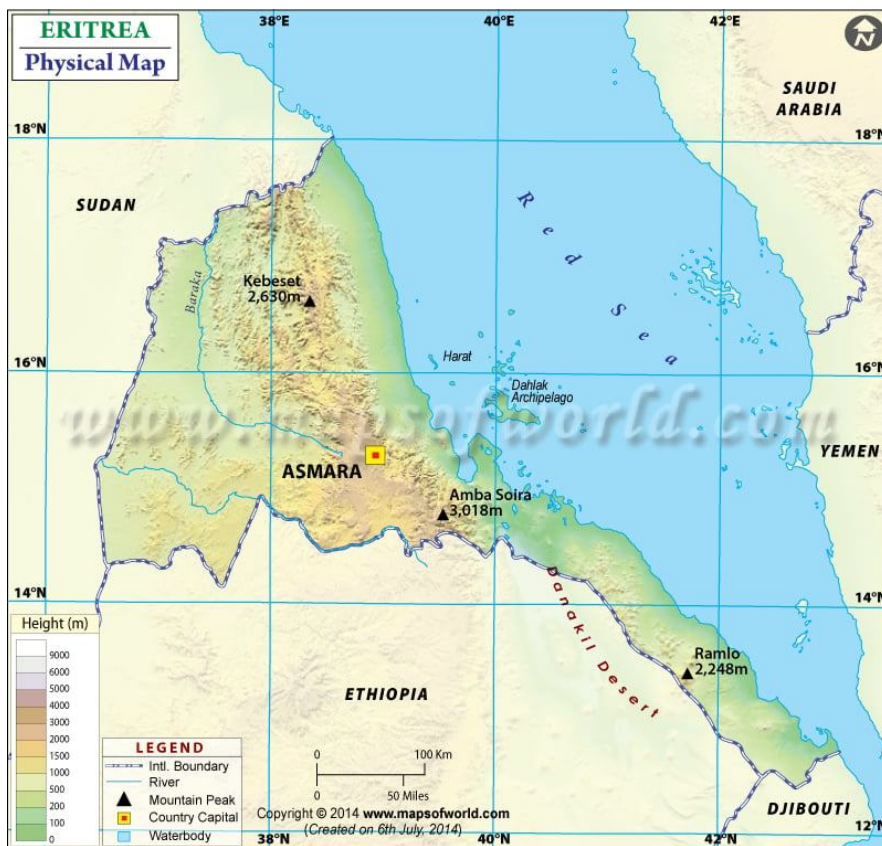 ERITREA
Physical Map
38°E
40°E
42°E
N
SAUDI
ARABIA
18°N
18°N
SUDAN
Red Sea
Kebeset
2,630m
Baraka
16°N
16°N
Harat
Dahlak
Archipelago
www.mapsofworld.com
ASMARA
YEMEN
Amba Soira
3,018m
14°N
14°N
Danakil Desert
Ramlo
2,248m
ETHIOPIA
Height (m)
9000
6000
5000
4000
3000
2000
1500
1000
500
200
100
0
LEGEND
Intl. Boundary
River
Mountain Peak
Country Capital
Waterbody
0 100 Km
0 50 Miles
Copyright © 2014 www.mapsofworld.com
(Created on 6th July, 2014)
DJIBOUTI
12°N
38°E
40°E
42°E